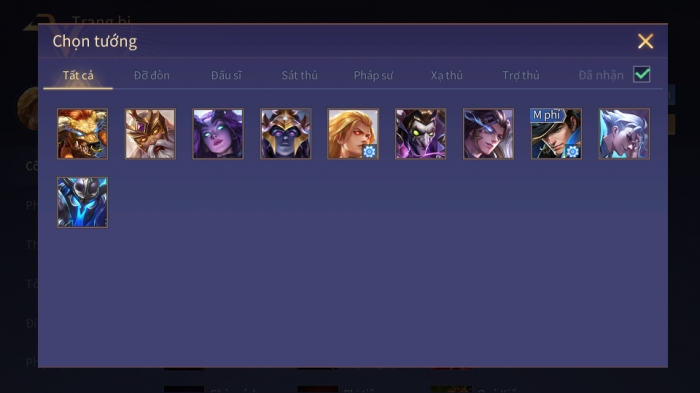 Trang bị
Chọn tướng
Tất cả
Đỡ đòn
Đấu sĩ
Sát thủ
Pháp sư
Xạ thủ
Trợ thủ
Đã nhận
M phí